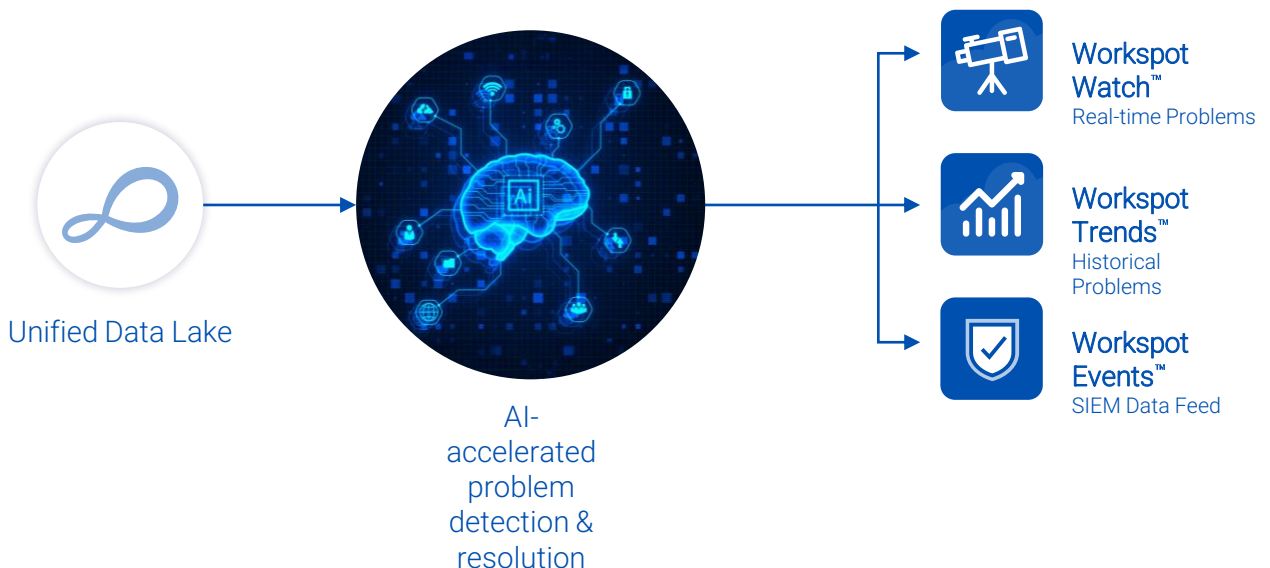 Unified Data Lake
Ai
AI-
accelerated
problem
detection &
resolution
Workspot
Watch™
Real-time Problems
Workspot
Trends™
Historical
Problems
Workspot
Events™
SIEM Data Feed